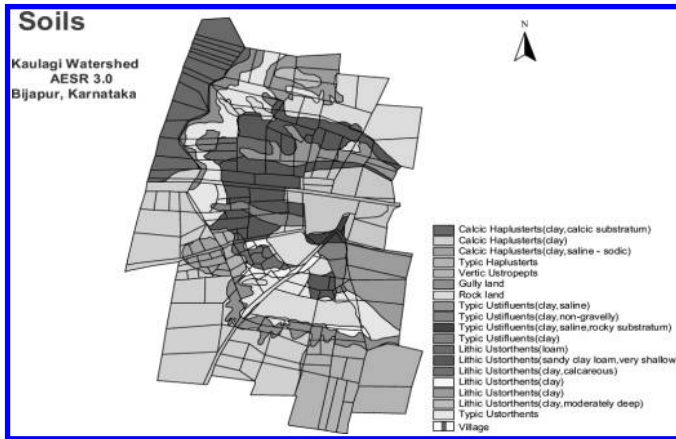 Soils
N
Kaulagi Watershed
AESR 3.0
Bijapur, Karnataka
Calcic Haplusterts(clay,calcic substratum)
Calcic Haplusterts(clay)
Calcic Haplusterts(clay,saline - sodic)
Typic Haplusterts
Vertic Ustropepts
Gully land
Rock land
Typic Ustifluents(clay,saline)
Typic Ustifluents(clay,non-gravelly)
Typic Ustifluents(clay,saline,rocky substratum)
Typic Ustifluents(clay)
Lithic Ustorthents(loam)
Lithic Ustorthents(sandy clay loam,very shallow
Lithic Ustorthents(clay,calcareous)
Lithic Ustorthents(clay)
Lithic Ustorthents(clay)
Lithic Ustorthents(clay,moderately deep)
Typic Ustorthents
Village